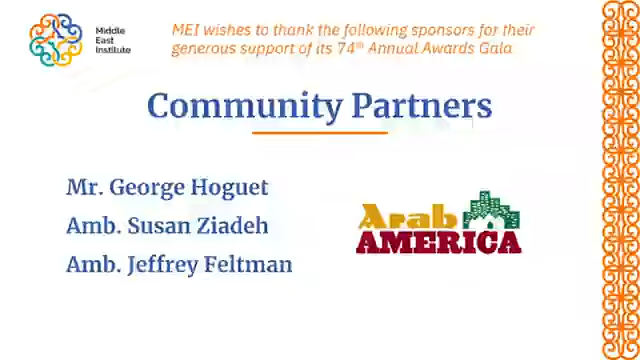 Middle
East
Institute
MEI wishes to thank the following sponsors for their
generous support of its 74th Annual Awards Gala
Community Partners
Mr. George Hoguet
Amb. Susan Ziadeh
Amb. Jeffrey Feltman
Arab
AMERICA